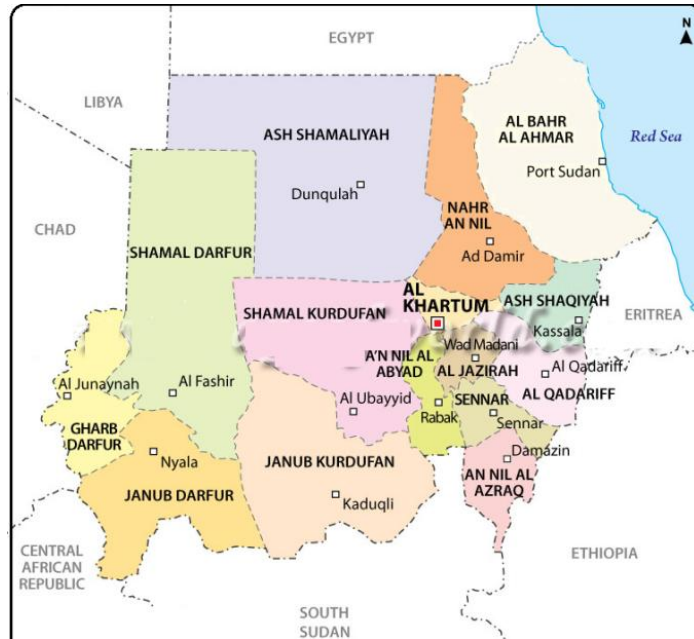 N
EGYPT
LIBYA
ASH SHAMALIYAH
AL BAHR
AL AHMAR
Red Sea
Port Sudan
Dunqulah
CHAD
NAHR
AN NIL
SHAMAL DARFUR
Ad Damir
AL
KHARTUM
ASH SHAQIYAH
SHAMAL KURDUFAN
ERITREA
Kassala
Wad Madani
A'N NIL AL
ABYAD
AL JAZIRAH
Al Qadariff
AL QADARIFF
Al Junaynah
Al Fashir
Al Ubayyid
Rabak
SENNAR
Sennar
GHARB
DARFUR
Nyala
JANUB KURDUFAN
Damazin
JANUB DARFUR
Kaduqli
AN NIL AL
AZRAQ
CENTRAL
AFRICAN
REPUBLIC
ETHIOPIA
SOUTH
SUDAN